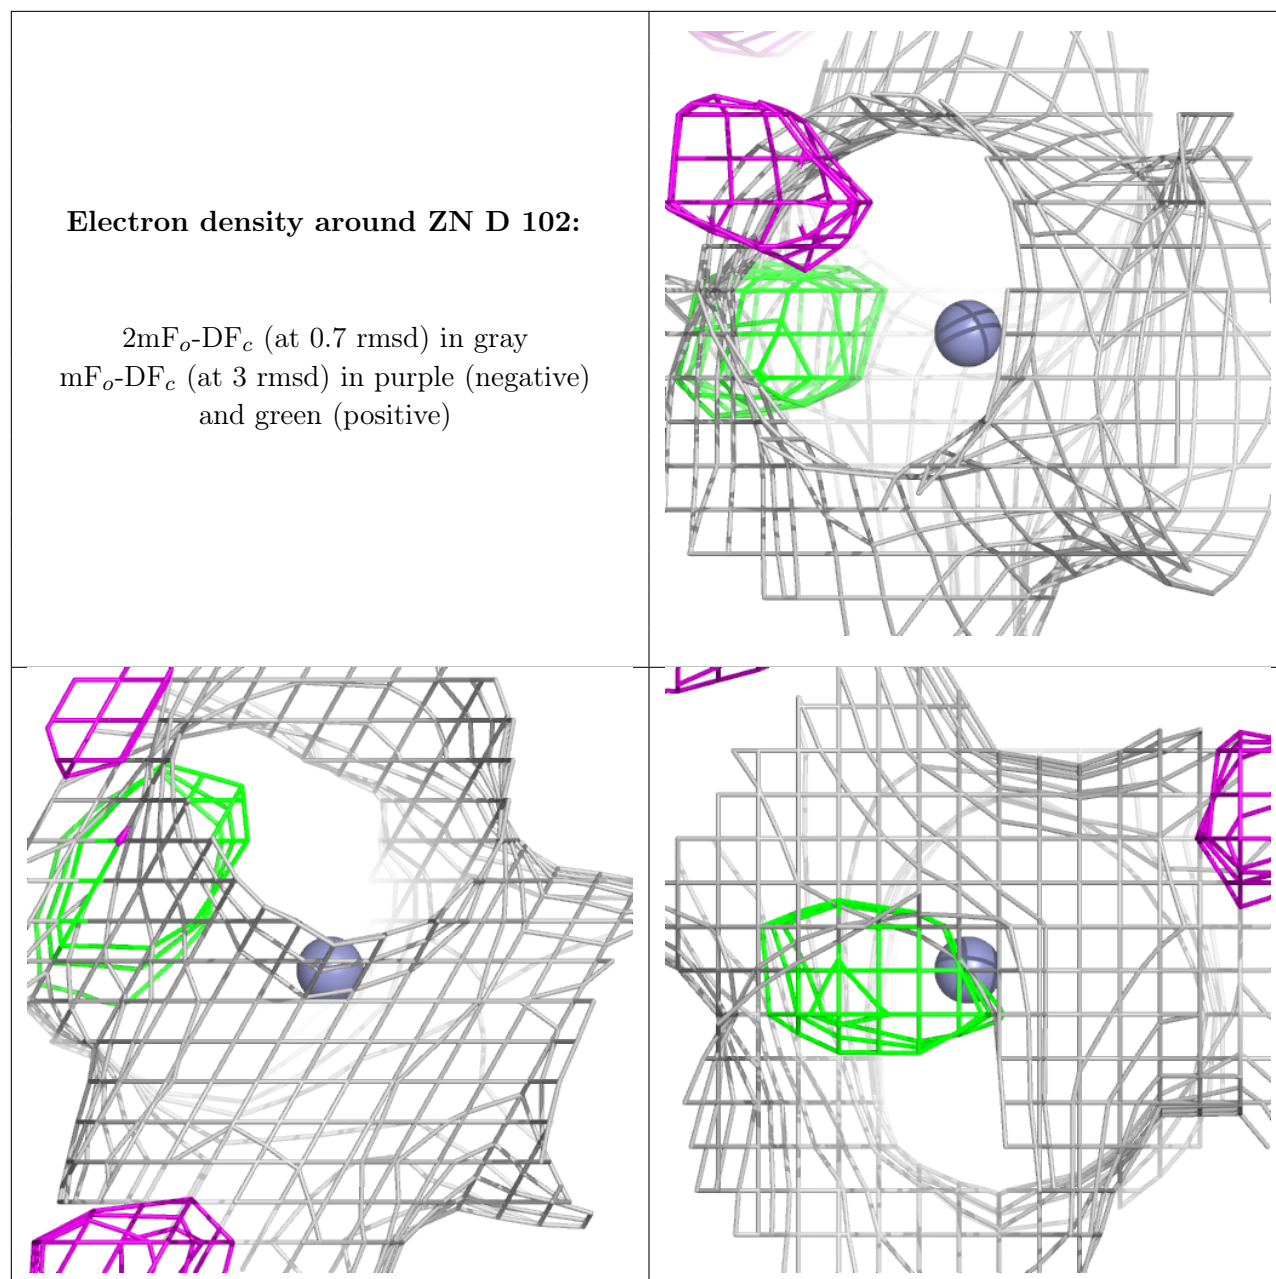 Electron density around ZN D 102:
2mFo-DFc (at 0.7 rmsd) in gray
mFo-DFc (at 3 rmsd) in purple (negative)
and green (positive)